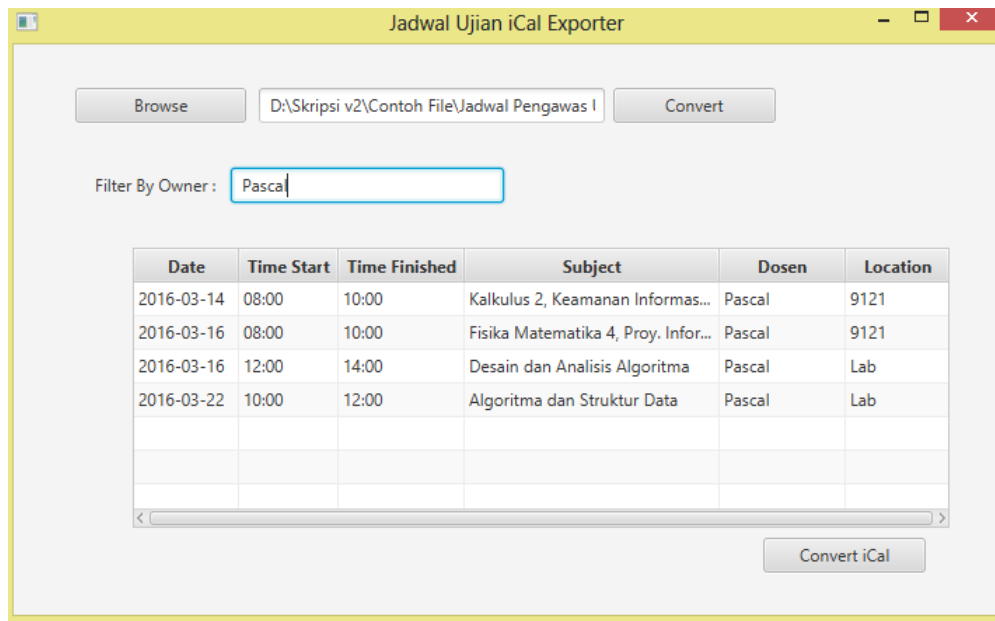 Jadwal Ujian iCal Exporter
Browse D:\Skripsi v2\Contoh File\Jadwal Pengawas Convert
Filter By Owner : Pascal
Date Time Start Time Finished Subject Dosen Location
2016-03-14 08:00 10:00 Kalkulus 2, Keamanan Informas... Pascal 9121
2016-03-16 08:00 10:00 Fisika Matematika 4, Proy. Infor... Pascal 9121
2016-03-16 12:00 14:00 Desain dan Analisis Algoritma Pascal Lab
2016-03-22 10:00 12:00 Algoritma dan Struktur Data Pascal Lab
Convert iCal